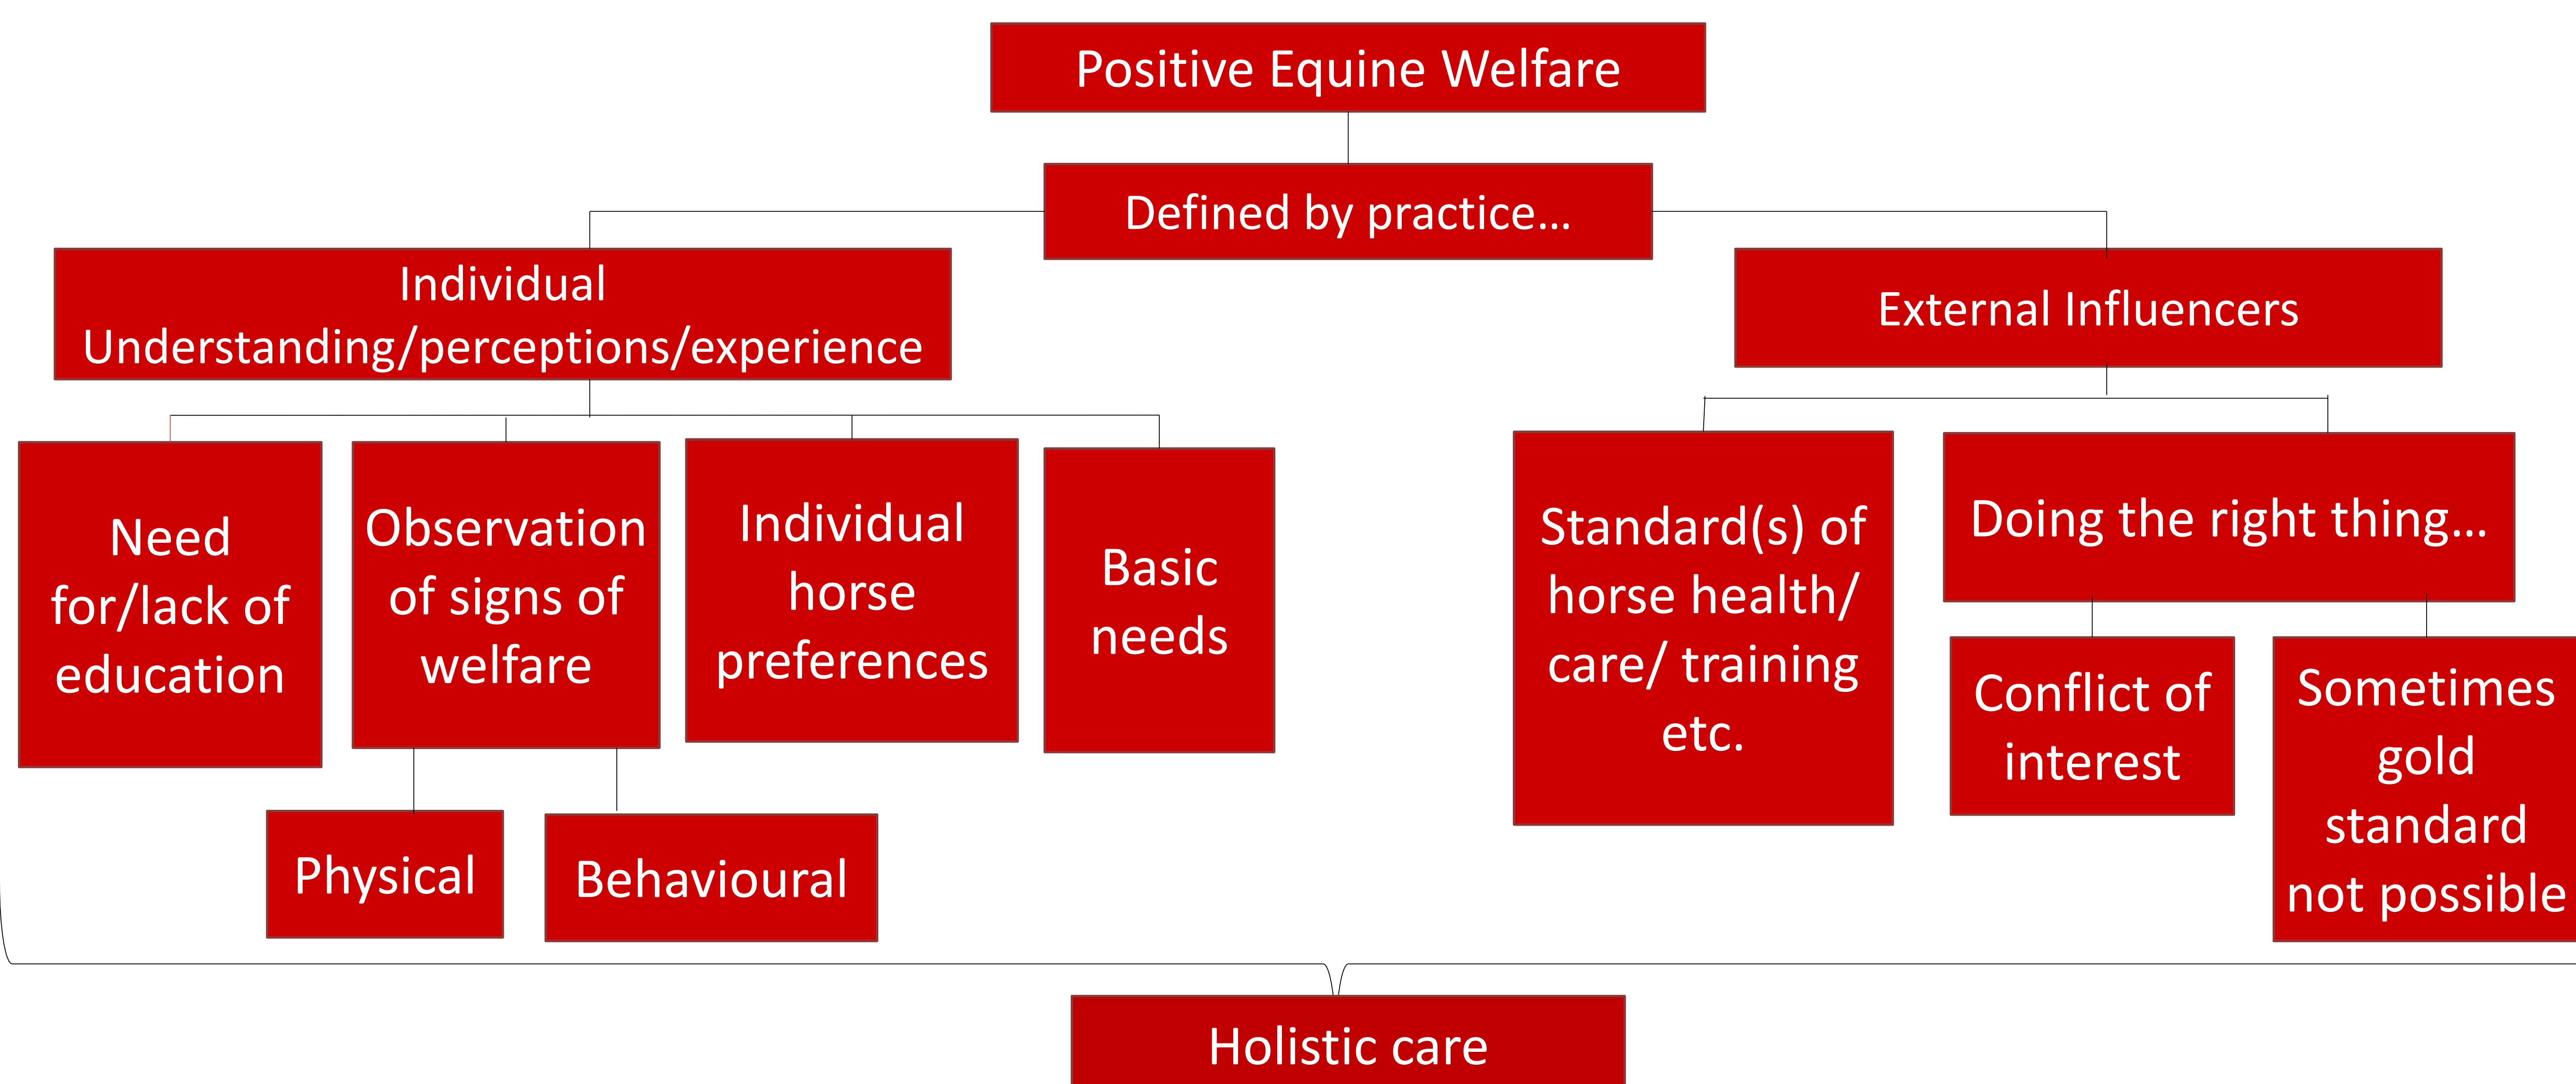 Positive Equine Welfare
Defined by practice...
Individual
Understanding/perceptions/experience
External Influencers
Need
for/lack of
education
Observation
of signs of
welfare
Individual
horse
preferences
Basic
needs
Standard(s) of
horse health/
care/ training
etc.
Doing the right thing...
Conflict of
interest
Sometimes
gold
standard
not possible
Physical
Behavioural
Holistic care